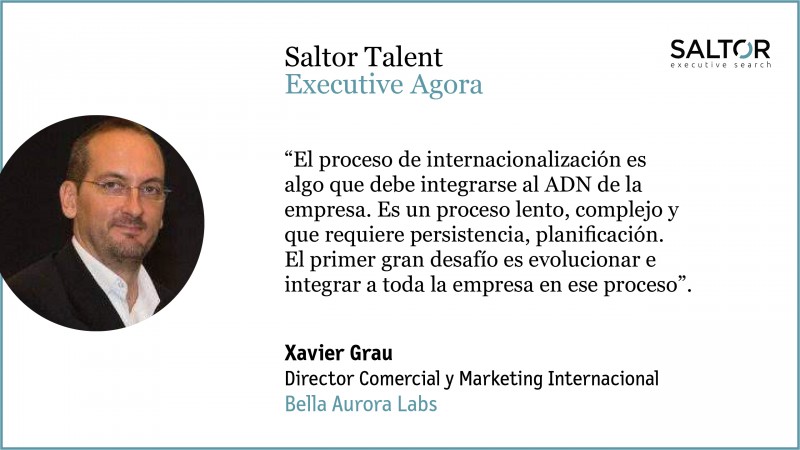 Saltor Talent
Executive Agora
SALTOR
executive search
“El proceso de internacionalización es
algo que debe integrarse al ADN de la
empresa. Es un proceso lento, complejo y
que requiere persistencia, planificación.
El primer gran desafío es evolucionar e
integrar a toda la empresa en ese proceso”.
Xavier Grau
Director Comercial y Marketing Internacional
Bella Aurora Labs